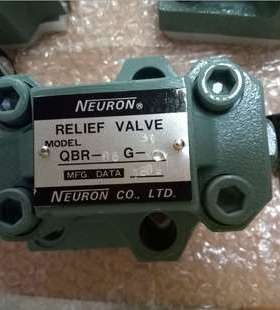 NEURON®
RELIEF VALVE
MODEL
QBR- G-
MFG. DATA
NEURON CO., LTD.